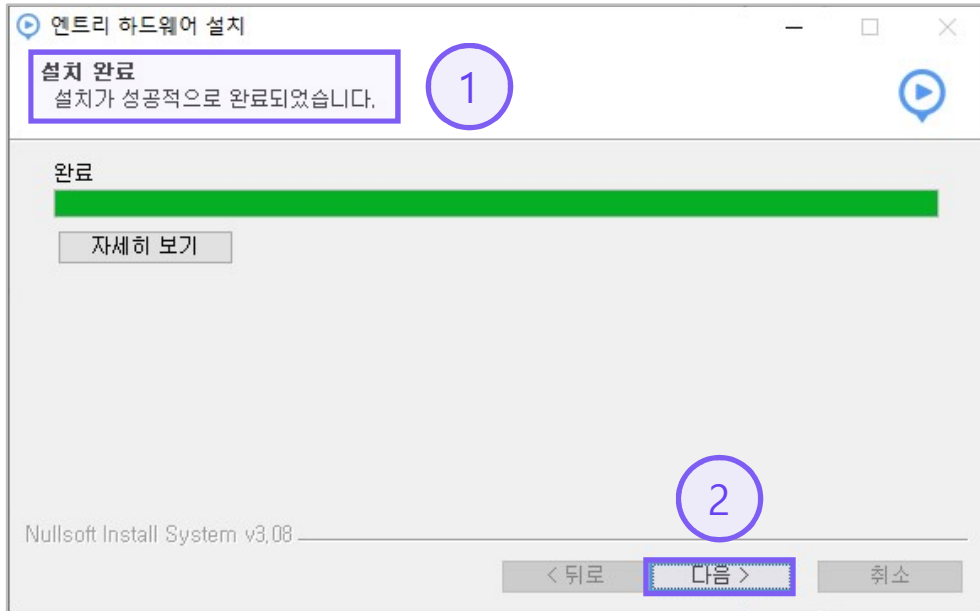 엔트리 하드웨어 설치
설치 완료
설치가 성공적으로 완료되었습니다.
1
완료
자세히 보기
2
Nullsoft Install System v3.08
< 뒤로
다음 >
취소